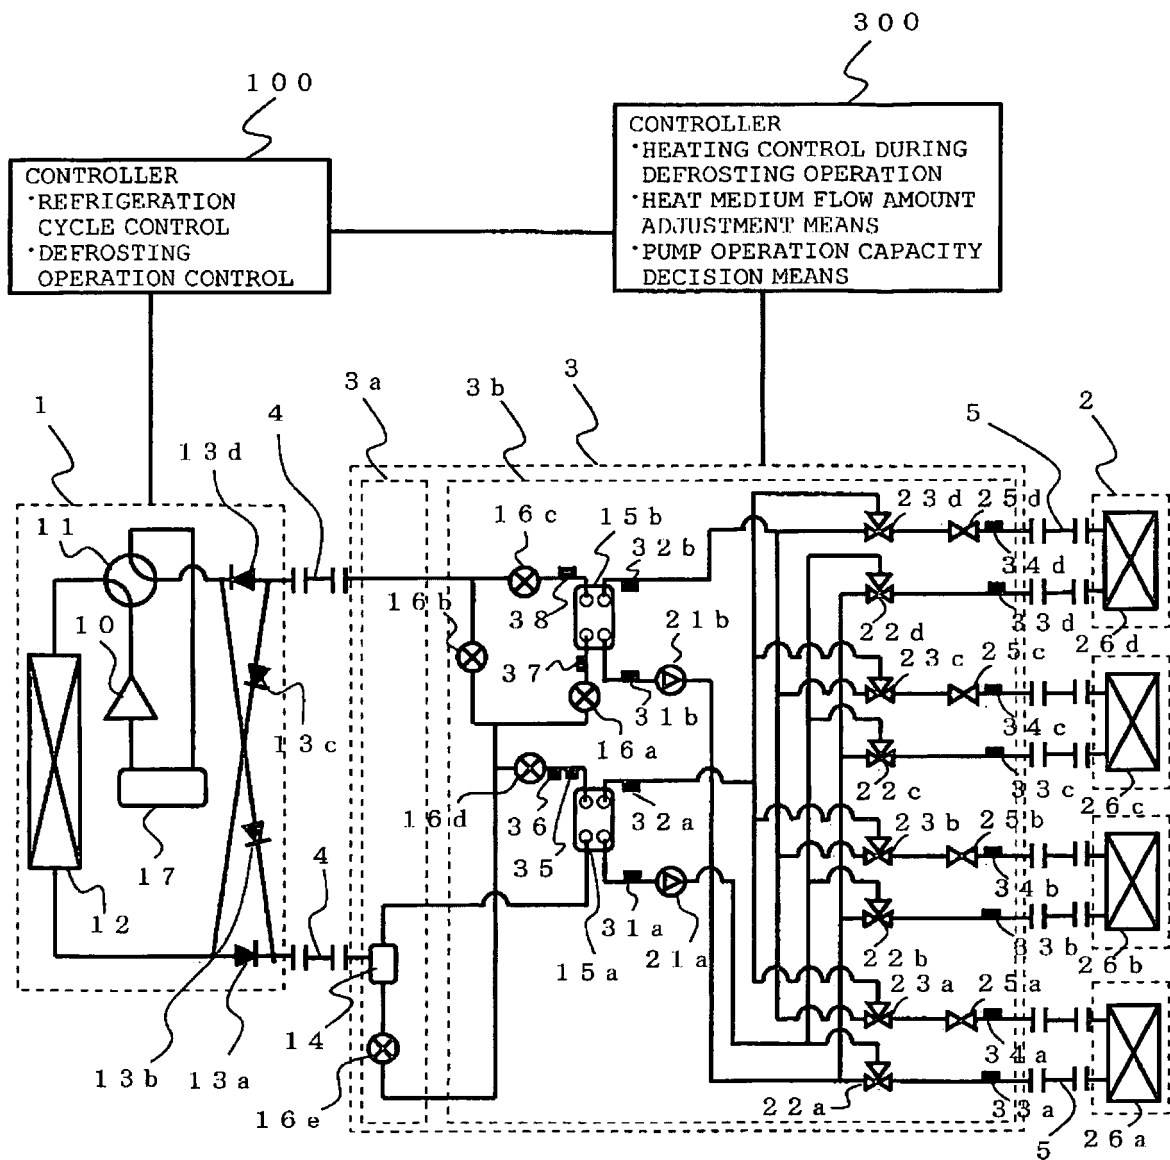 300
100
CONTROLLER
·HEATING CONTROL DURING
DEFROSTING OPERATION
·HEAT MEDIUM FLOW AMOUNT
ADJUSTMENT MEANS
·PUMP OPERATION CAPACITY
DECISION MEANS
CONTROLLER
·REFRIGERATION
CYCLE CONTROL
·DEFROSTING
OPERATION CONTROL
3a
3b
3
1
4
5
2
13d
11
16c
15b
32b
23d
25d
34d
16b
38
33d
22d
26d
10
37
21b
23c
25c
31b
34c
13c
16a
16d
36
35
32a
22c
33c
26c
23b
25b
17
12
4
31a
21a
34b
33b
15a
22b
26b
14
23a
25a
34a
13b
13a
16e
22a
33a
5
26a